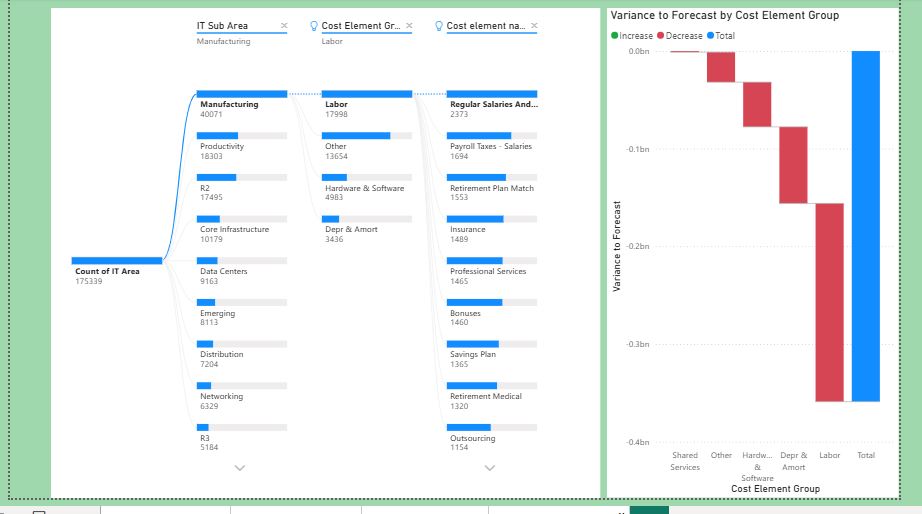 IT Sub Area ×
Manufacturing
Cost Element Gr... ×
Labor
Cost element na... ×
Count of IT Area
175339
Manufacturing
40071
Productivity
18303
R2
17495
Core Infrastructure
10179
Data Centers
9163
Emerging
8113
Distribution
7204
Networking
6329
R3
5184
Labor
17998
Other
13654
Hardware & Software
4983
Depr & Amort
3436
Regular Salaries And...
2373
Payroll Taxes - Salaries
1694
Retirement Plan Match
1553
Insurance
1489
Professional Services
1465
Bonuses
1460
Savings Plan
1365
Retirement Medical
1320
Outsourcing
1154
Variance to Forecast by Cost Element Group
Increase Decrease Total
Variance to Forecast
0.0bn
-0.1bn
-0.2bn
-0.3bn
-0.4bn
Shared
Services
Other
Hardw...
&
Software
Depr &
Amort
Labor
Total
Cost Element Group